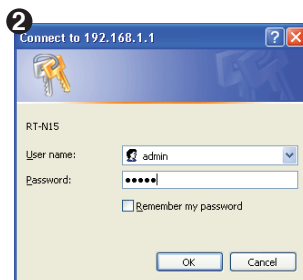 2
Connect to 192.168.1.1
RT-N15
User name:
admin
Password:
•••••
Remember my password
OK
Cancel